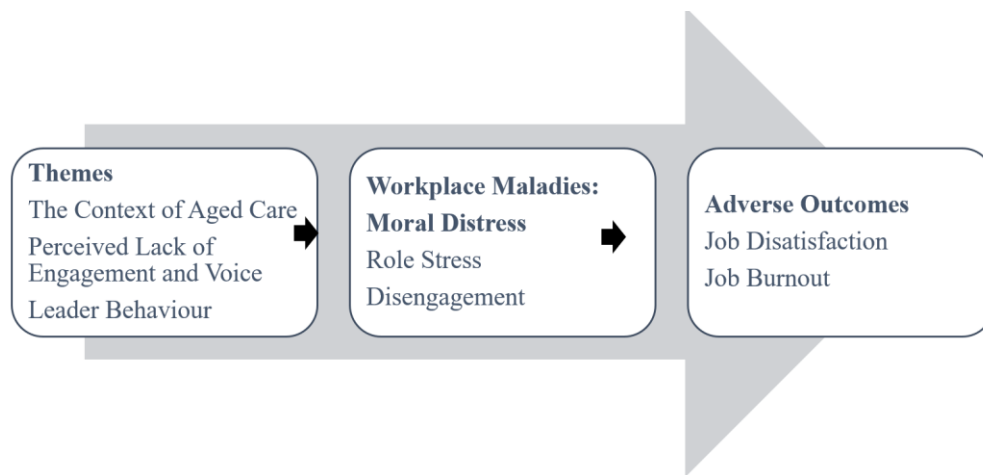 Themes
The Context of Aged Care
Perceived Lack of
Engagement and Voice
Leader Behaviour
Workplace Maladies:
Moral Distress
Role Stress
Disengagement
Adverse Outcomes
Job Disatisfaction
Job Burnout